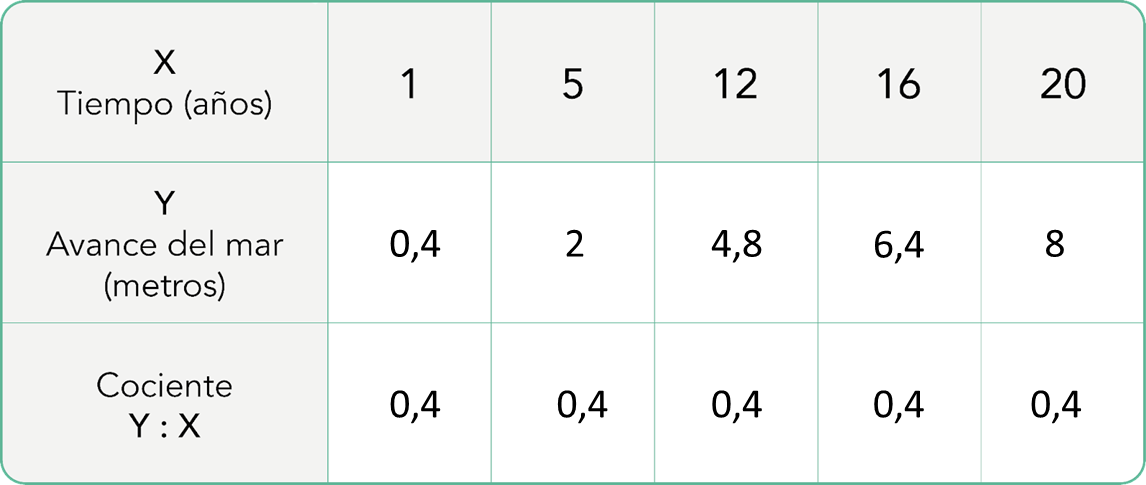 X
Tiempo (años)
1
5
12
16
20
Y
Avance del mar
(metros)
0,4
2
4,8
6,4
8
Cociente
Y : X
0,4
0,4
0,4
0,4
0,4